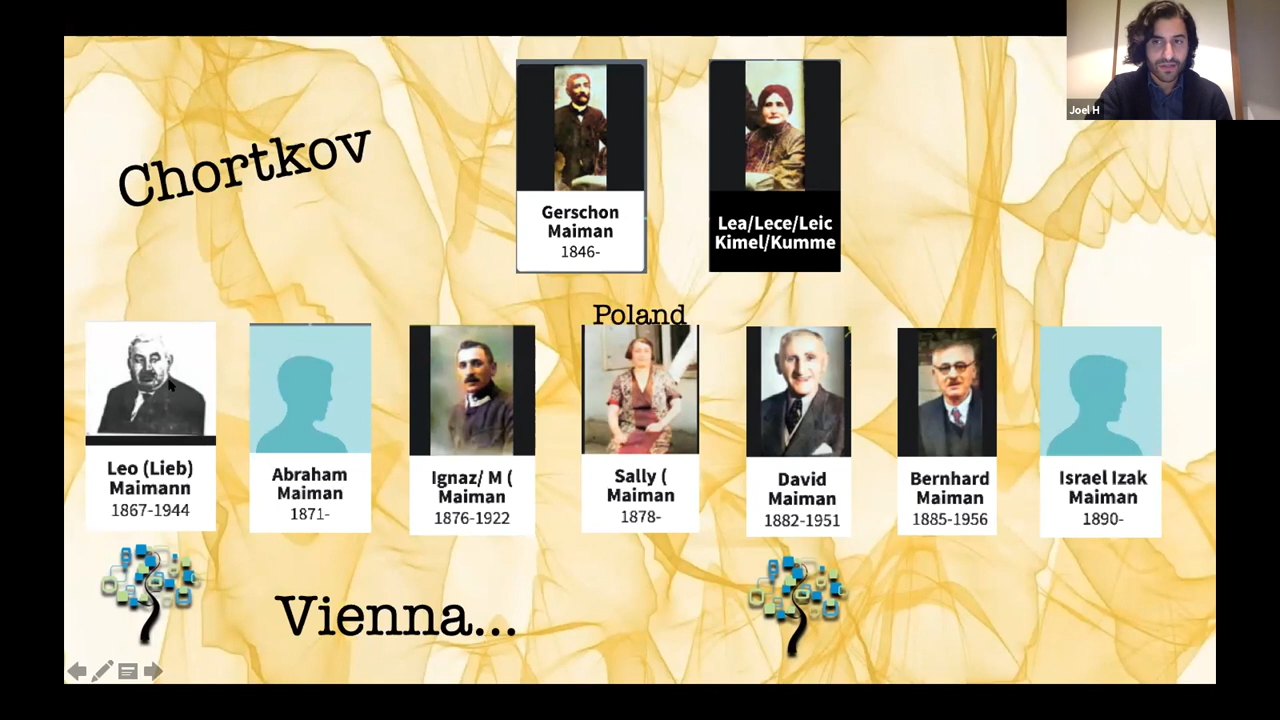 Joel H
Chortkov
Gerschon
Maiman
1846-
Lea/Lece/Leic
Kimel/Kumme
Poland
Leo (Lieb)
Maimann
1867-1944
Abraham
Maiman
1871-
Ignaz/ M (
Maiman
1876-1922
Sally (
Maiman
1878-
David
Maiman
1882-1951
Bernhard
Maiman
1885-1956
Israel Izak
Maiman
1890-
Vienna...